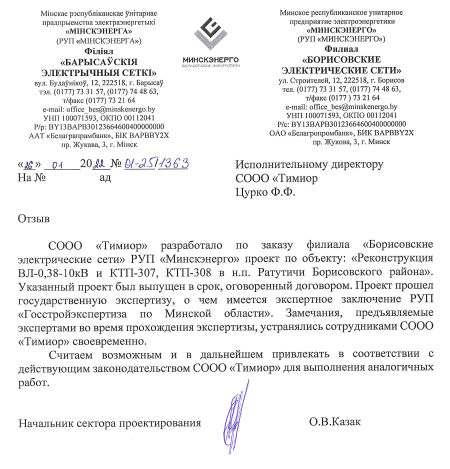 Мінскае рэспубліканскае унітарнае
прадпрыемства электраэнергетыкі
«МІНСКЭНЕРГА»
(РУП «МІНСКЭНЕРГА»)
Філіял
«БАРЫСАЎСКІЯ
ЭЛЕКТРЫЧНЫЯ СЕТКІ»
вул. Будаўнікоў, 12, 222518, г. Барысаў
тэл. (0177) 73 31 57, (0177) 74 48 63,
т/факс (0177) 73 21 64
e-mail: office_bes@minskenergo.by
УНП 100071593, ОКПО 00112041
Р/р: BY13BAPB30123664600400000000
ААТ «Белаграпрамбанк», БІК BAPBBY2X
пр. Жукава, 3, г. Мінск
МИНСКЭНЕРГО
Минское республиканское унитарное
предприятие электроэнергетики
«МИНСКЭНЕРГО»
(РУП «МИНСКЭНЕРГО»)
Филиал
«БОРИСОВСКИЕ
ЭЛЕКТРИЧЕСКИЕ СЕТИ»
ул. Строителей, 12, 222518, г. Борисов
тел. (0177) 73 31 57, (0177) 74 48 63,
т/факс (0177) 73 21 64
e-mail: office_bes@minskenergo.by
УНП 100071593, ОКПО 00112041
Р/с: BY13BAPB30123664600400000000
ОАО «Белагропромбанк», БИК BAPBBY2X
пр. Жукова, 3, г. Минск
«26» 01 2022 № 01-25/1363
На № ад
Исполнительному директору
СООО «Тимиор
Цурко Ф.Ф.
Отзыв
СООО «Тимиор» разработало по заказу филиала «Борисовские
электрические сети» РУП «Минскэнерго» проект по объекту: «Реконструкция
ВЛ-0,38-10кВ и КТП-307, КТП-308 в н.п. Ратутичи Борисовского района».
Указанный проект был выпущен в срок, оговоренный договором. Проект прошел
государственную экспертизу, о чем имеется экспертное заключение РУП
«Госстройэкспертиза по Минской области». Замечания, предъявляемые
экспертами во время прохождения экспертизы, устранялись сотрудниками СООО
«Тимиор» своевременно.
Считаем возможным и в дальнейшем привлекать в соответствии с
действующим законодательством СООО «Тимиор» для выполнения аналогичных
работ.
Начальник сектора проектирования О.В.Казак